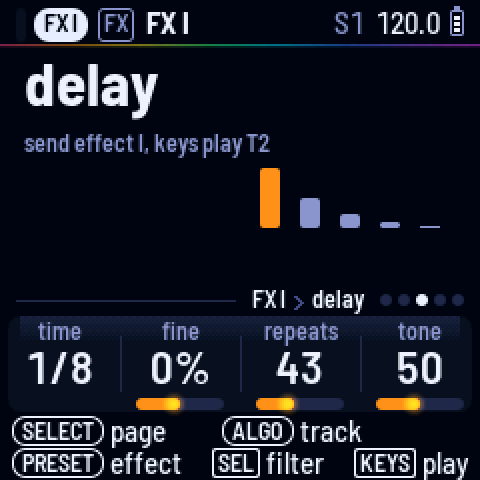 FX I FX FX I S1 120.0
delay
send effect I, keys play T2
FX I > delay
time fine repeats tone
1/8 0% 43 50
SELECT page ALGO track
PRESET effect SEL filter KEYS play